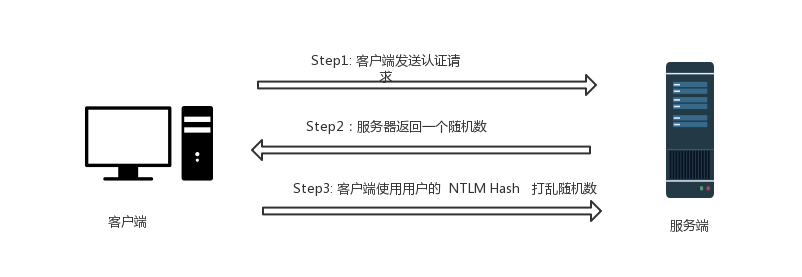 Step1: 客户端发送认证请
求
Step2：服务器返回一个随机数
Step3: 客户端使用用户的 NTLM Hash 打乱随机数
客户端
服务端